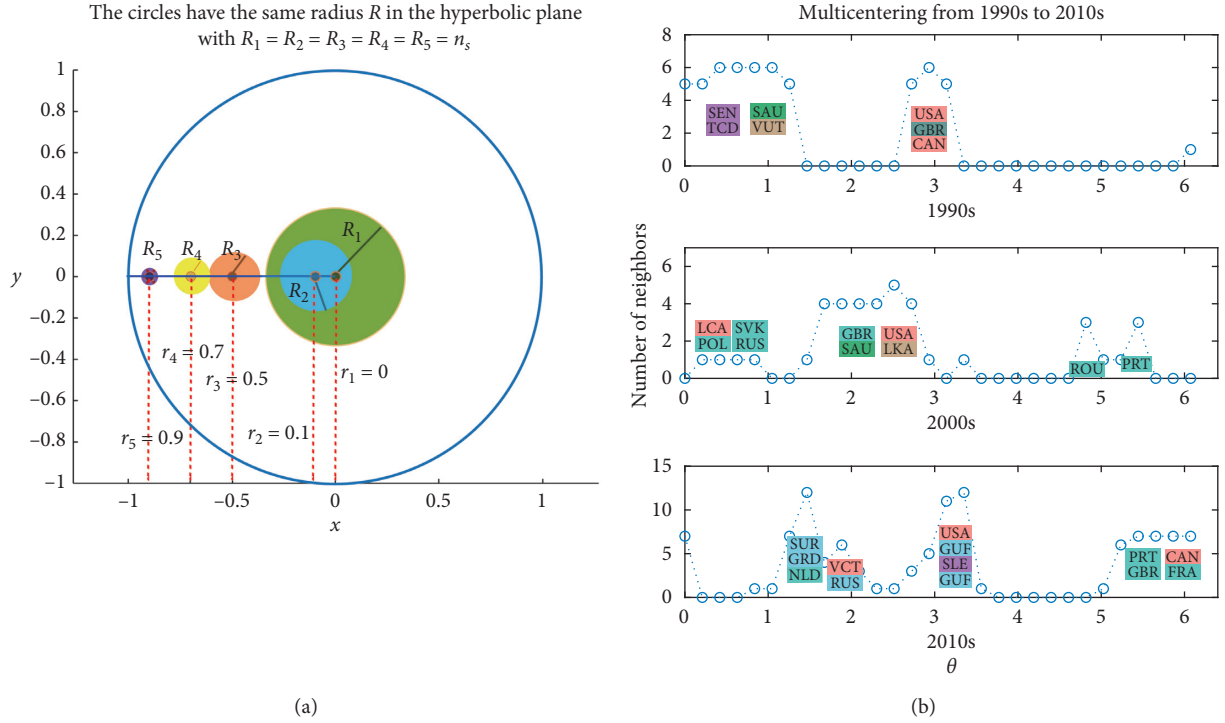 The circles have the same radius R in the hyperbolic plane
with R₁ = R₂ = R₃ = R₄ = R₅ = nₛ
1
0.8
0.6
0.4
0.2
0
−0.2
−0.4
−0.6
−0.8
−1
y
R₅
R₄
R₃
R₁
R₂
r₄ = 0.7
r₃ = 0.5
r₁ = 0
r₅ = 0.9
r₂ = 0.1
−1
−0.5
0
0.5
1
x
(a)
Multicentering from 1990s to 2010s
Number of neighbors
8
6
4
2
0
SEN
TCD
SAU
VUT
USA
GBR
CAN
0 1 2 3 4 5 6
1990s
6
4
2
0
LCA
POL
SVK
RUS
GBR
SAU
USA
LKA
ROU
PRT
0 1 2 3 4 5 6
2000s
15
10
5
0
SUR
GRD
NLD
VCT
RUS
USA
GUF
SLE
GUF
PRT
GBR
CAN
FRA
0 1 2 3 4 5 6
2010s
θ
(b)